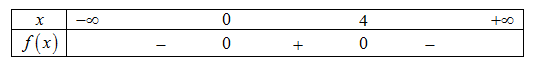 x −∞ 0 4 +∞
f(x) − 0 + 0 −